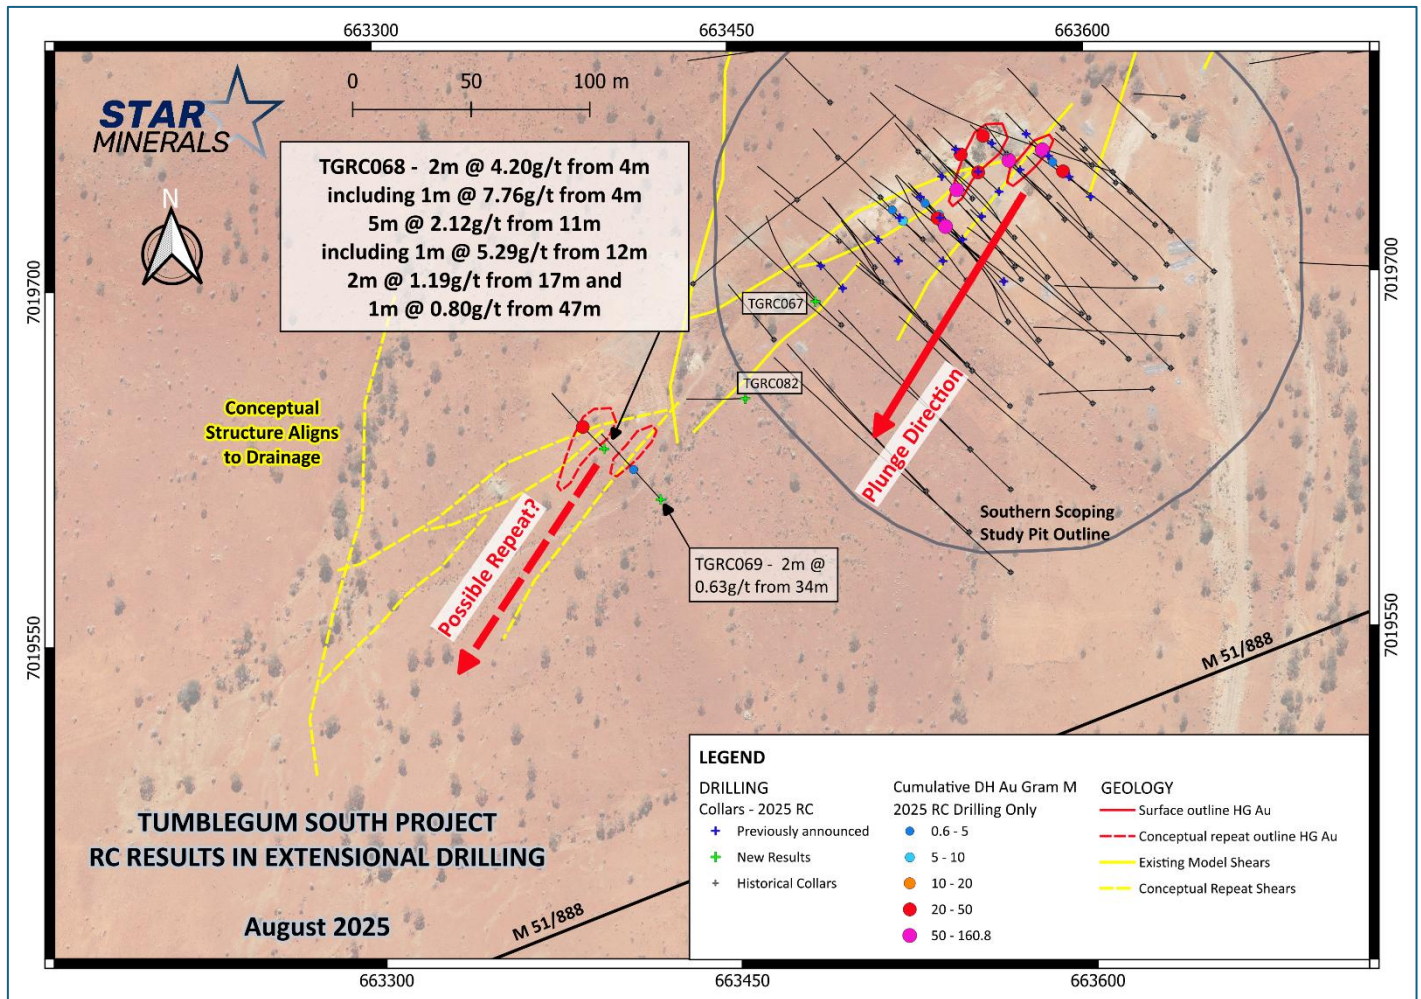 663300
663450
663600
STAR
MINERALS
0
50
100 m
N
TGRC068 - 2m @ 4.20g/t from 4m
including 1m @ 7.76g/t from 4m
5m @ 2.12g/t from 11m
including 1m @ 5.29g/t from 12m
2m @ 1.19g/t from 17m and
1m @ 0.80g/t from 47m
7019700
7019700
TGRC067
TGRC082
Conceptual
Structure Aligns
to Drainage
Plunge Direction
Possible Repeat?
Southern Scoping
Study Pit Outline
TGRC069 - 2m @
0.63g/t from 34m
7019550
7019550
M 51/888
M 51/888
TUMBLEGUM SOUTH PROJECT
RC RESULTS IN EXTENSIONAL DRILLING
August 2025
LEGEND
DRILLING
Collars - 2025 RC
Previously announced
New Results
Historical Collars
Cumulative DH Au Gram M
2025 RC Drilling Only
0.6 - 5
5 - 10
10 - 20
20 - 50
50 - 160.8
GEOLOGY
Surface outline HG Au
Conceptual repeat outline HG Au
Existing Model Shears
Conceptual Repeat Shears
663300
663450
663600